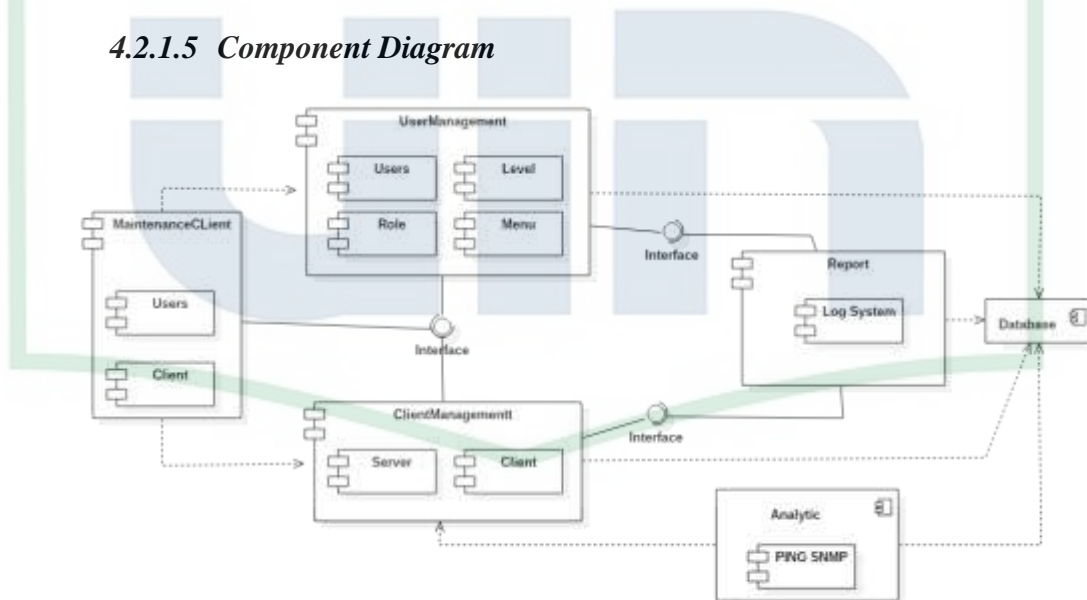 4.2.1.5 Component Diagram
UserManagement
Users
Level
Role
Menu
MaintenanceCLient
Users
Client
Interface
Interface
Report
Log System
Database
ClientManagementt
Server
Client
Interface
Analytic
PING SNMP
uin